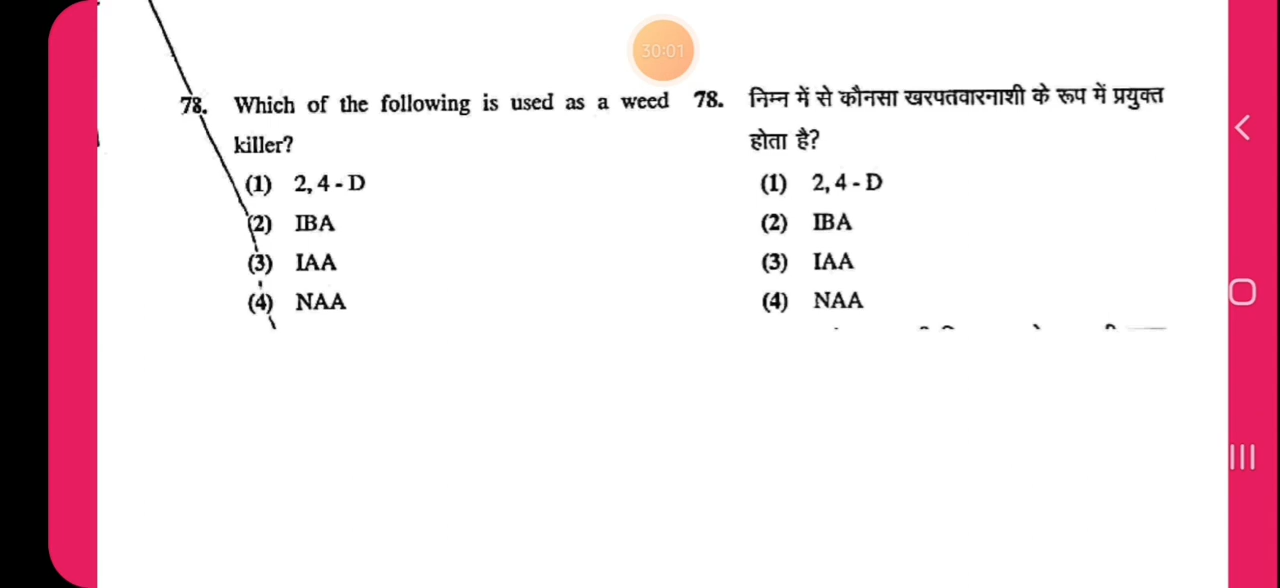 30:01
78. Which of the following is used as a weed killer?
(1) 2, 4 - D
(2) IBA
(3) IAA
(4) NAA
78. निम्न में से कौनसा खरपतवारनाशी के रूप में प्रयुक्त होता है?
(1) 2, 4 - D
(2) IBA
(3) IAA
(4) NAA